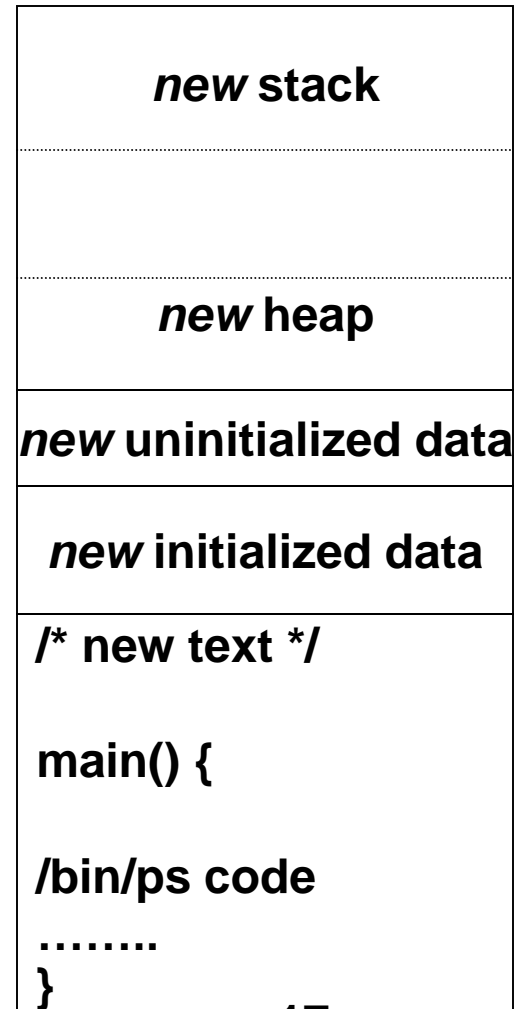 new stack
new heap
new uninitialized data
new initialized data
/* new text */
main() {
/bin/ps code
……..
}